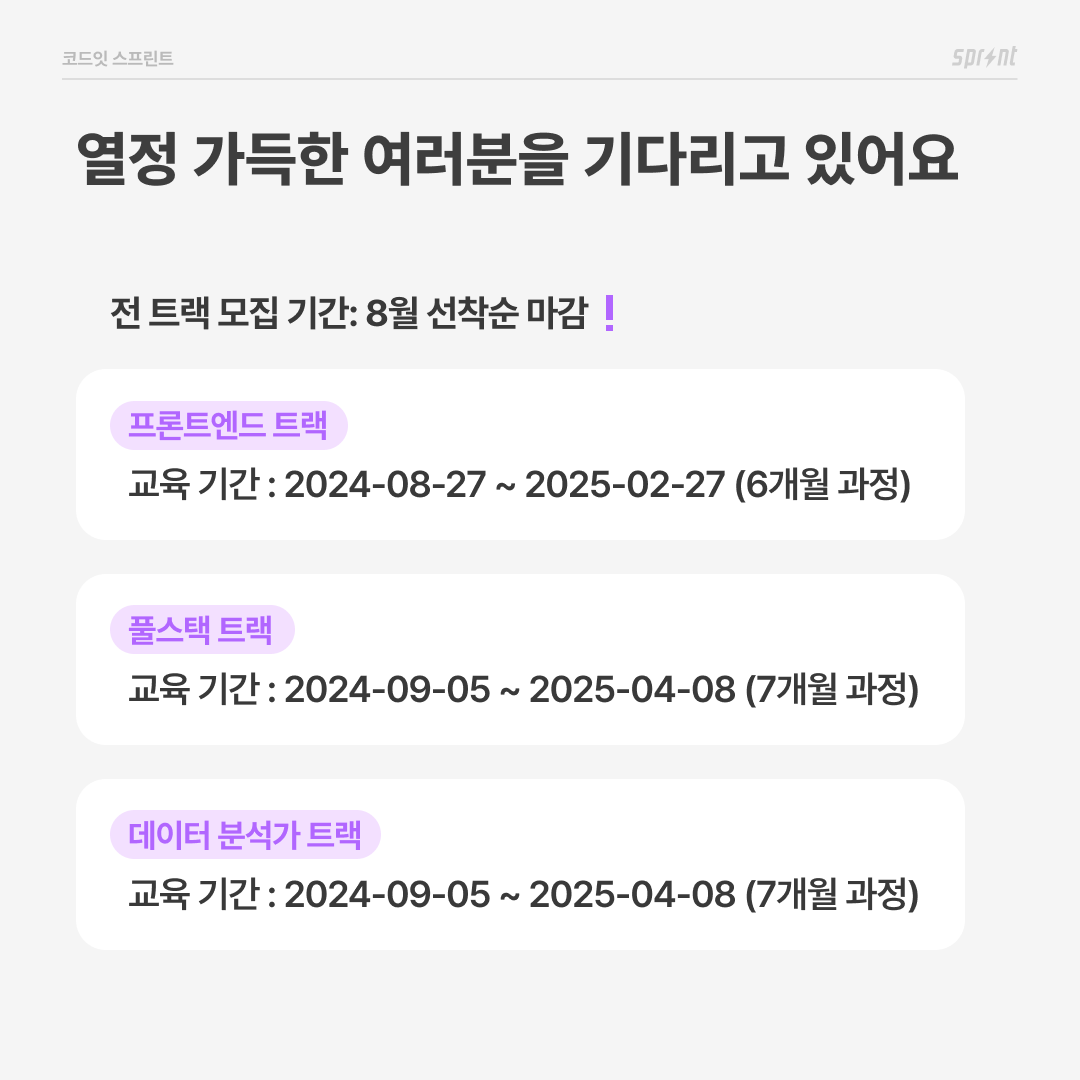 코드잇 스프린트
sprint
열정 가득한 여러분을 기다리고 있어요
전 트랙 모집 기간: 8월 선착순 마감 !
프론트엔드 트랙
교육 기간 : 2024-08-27 ~ 2025-02-27 (6개월 과정)
풀스택 트랙
교육 기간 : 2024-09-05 ~ 2025-04-08 (7개월 과정)
데이터 분석가 트랙
교육 기간 : 2024-09-05 ~ 2025-04-08 (7개월 과정)